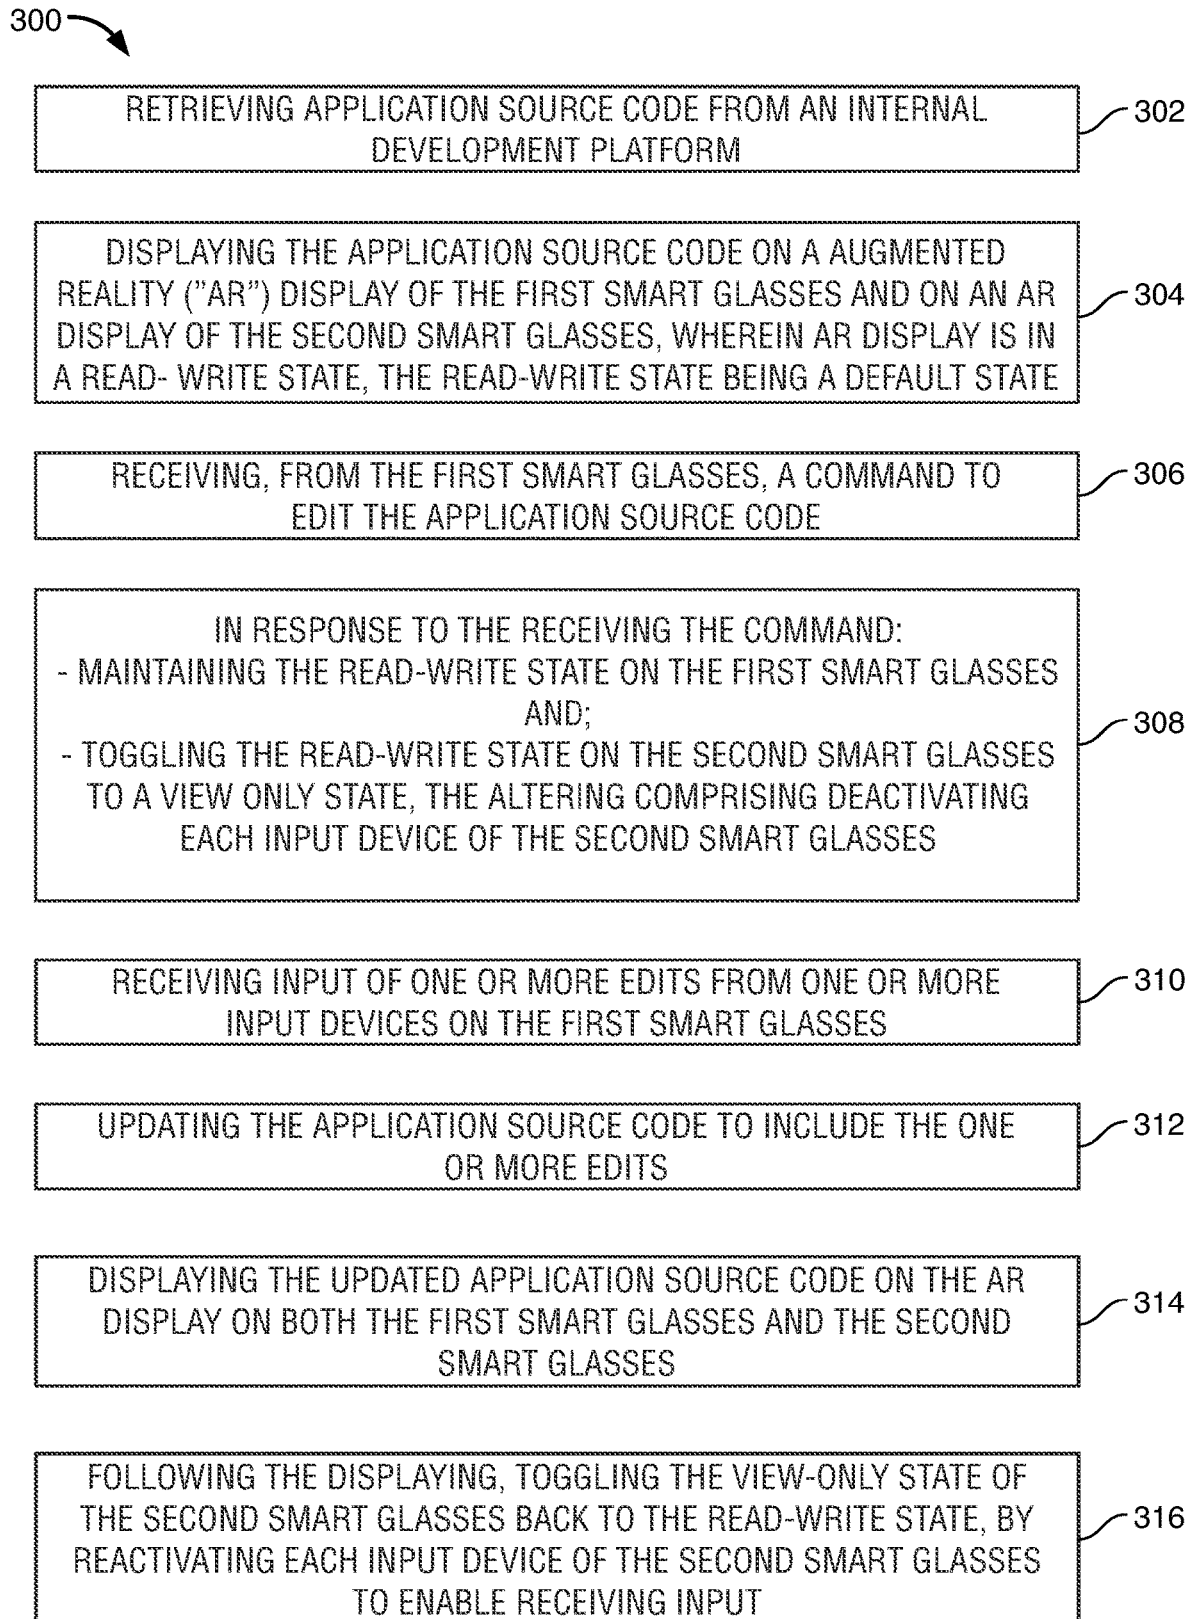 300
RETRIEVING APPLICATION SOURCE CODE FROM AN INTERNAL
DEVELOPMENT PLATFORM
302
DISPLAYING THE APPLICATION SOURCE CODE ON A AUGMENTED
REALITY (”AR”) DISPLAY OF THE FIRST SMART GLASSES AND ON AN AR
DISPLAY OF THE SECOND SMART GLASSES, WHEREIN AR DISPLAY IS IN
A READ- WRITE STATE, THE READ-WRITE STATE BEING A DEFAULT STATE
304
RECEIVING, FROM THE FIRST SMART GLASSES, A COMMAND TO
EDIT THE APPLICATION SOURCE CODE
306
IN RESPONSE TO THE RECEIVING THE COMMAND:
- MAINTAINING THE READ-WRITE STATE ON THE FIRST SMART GLASSES
AND;
- TOGGLING THE READ-WRITE STATE ON THE SECOND SMART GLASSES
TO A VIEW ONLY STATE, THE ALTERING COMPRISING DEACTIVATING
EACH INPUT DEVICE OF THE SECOND SMART GLASSES
308
RECEIVING INPUT OF ONE OR MORE EDITS FROM ONE OR MORE
INPUT DEVICES ON THE FIRST SMART GLASSES
310
UPDATING THE APPLICATION SOURCE CODE TO INCLUDE THE ONE
OR MORE EDITS
312
DISPLAYING THE UPDATED APPLICATION SOURCE CODE ON THE AR
DISPLAY ON BOTH THE FIRST SMART GLASSES AND THE SECOND
SMART GLASSES
314
FOLLOWING THE DISPLAYING, TOGGLING THE VIEW-ONLY STATE OF
THE SECOND SMART GLASSES BACK TO THE READ-WRITE STATE, BY
REACTIVATING EACH INPUT DEVICE OF THE SECOND SMART GLASSES
TO ENABLE RECEIVING INPUT
316